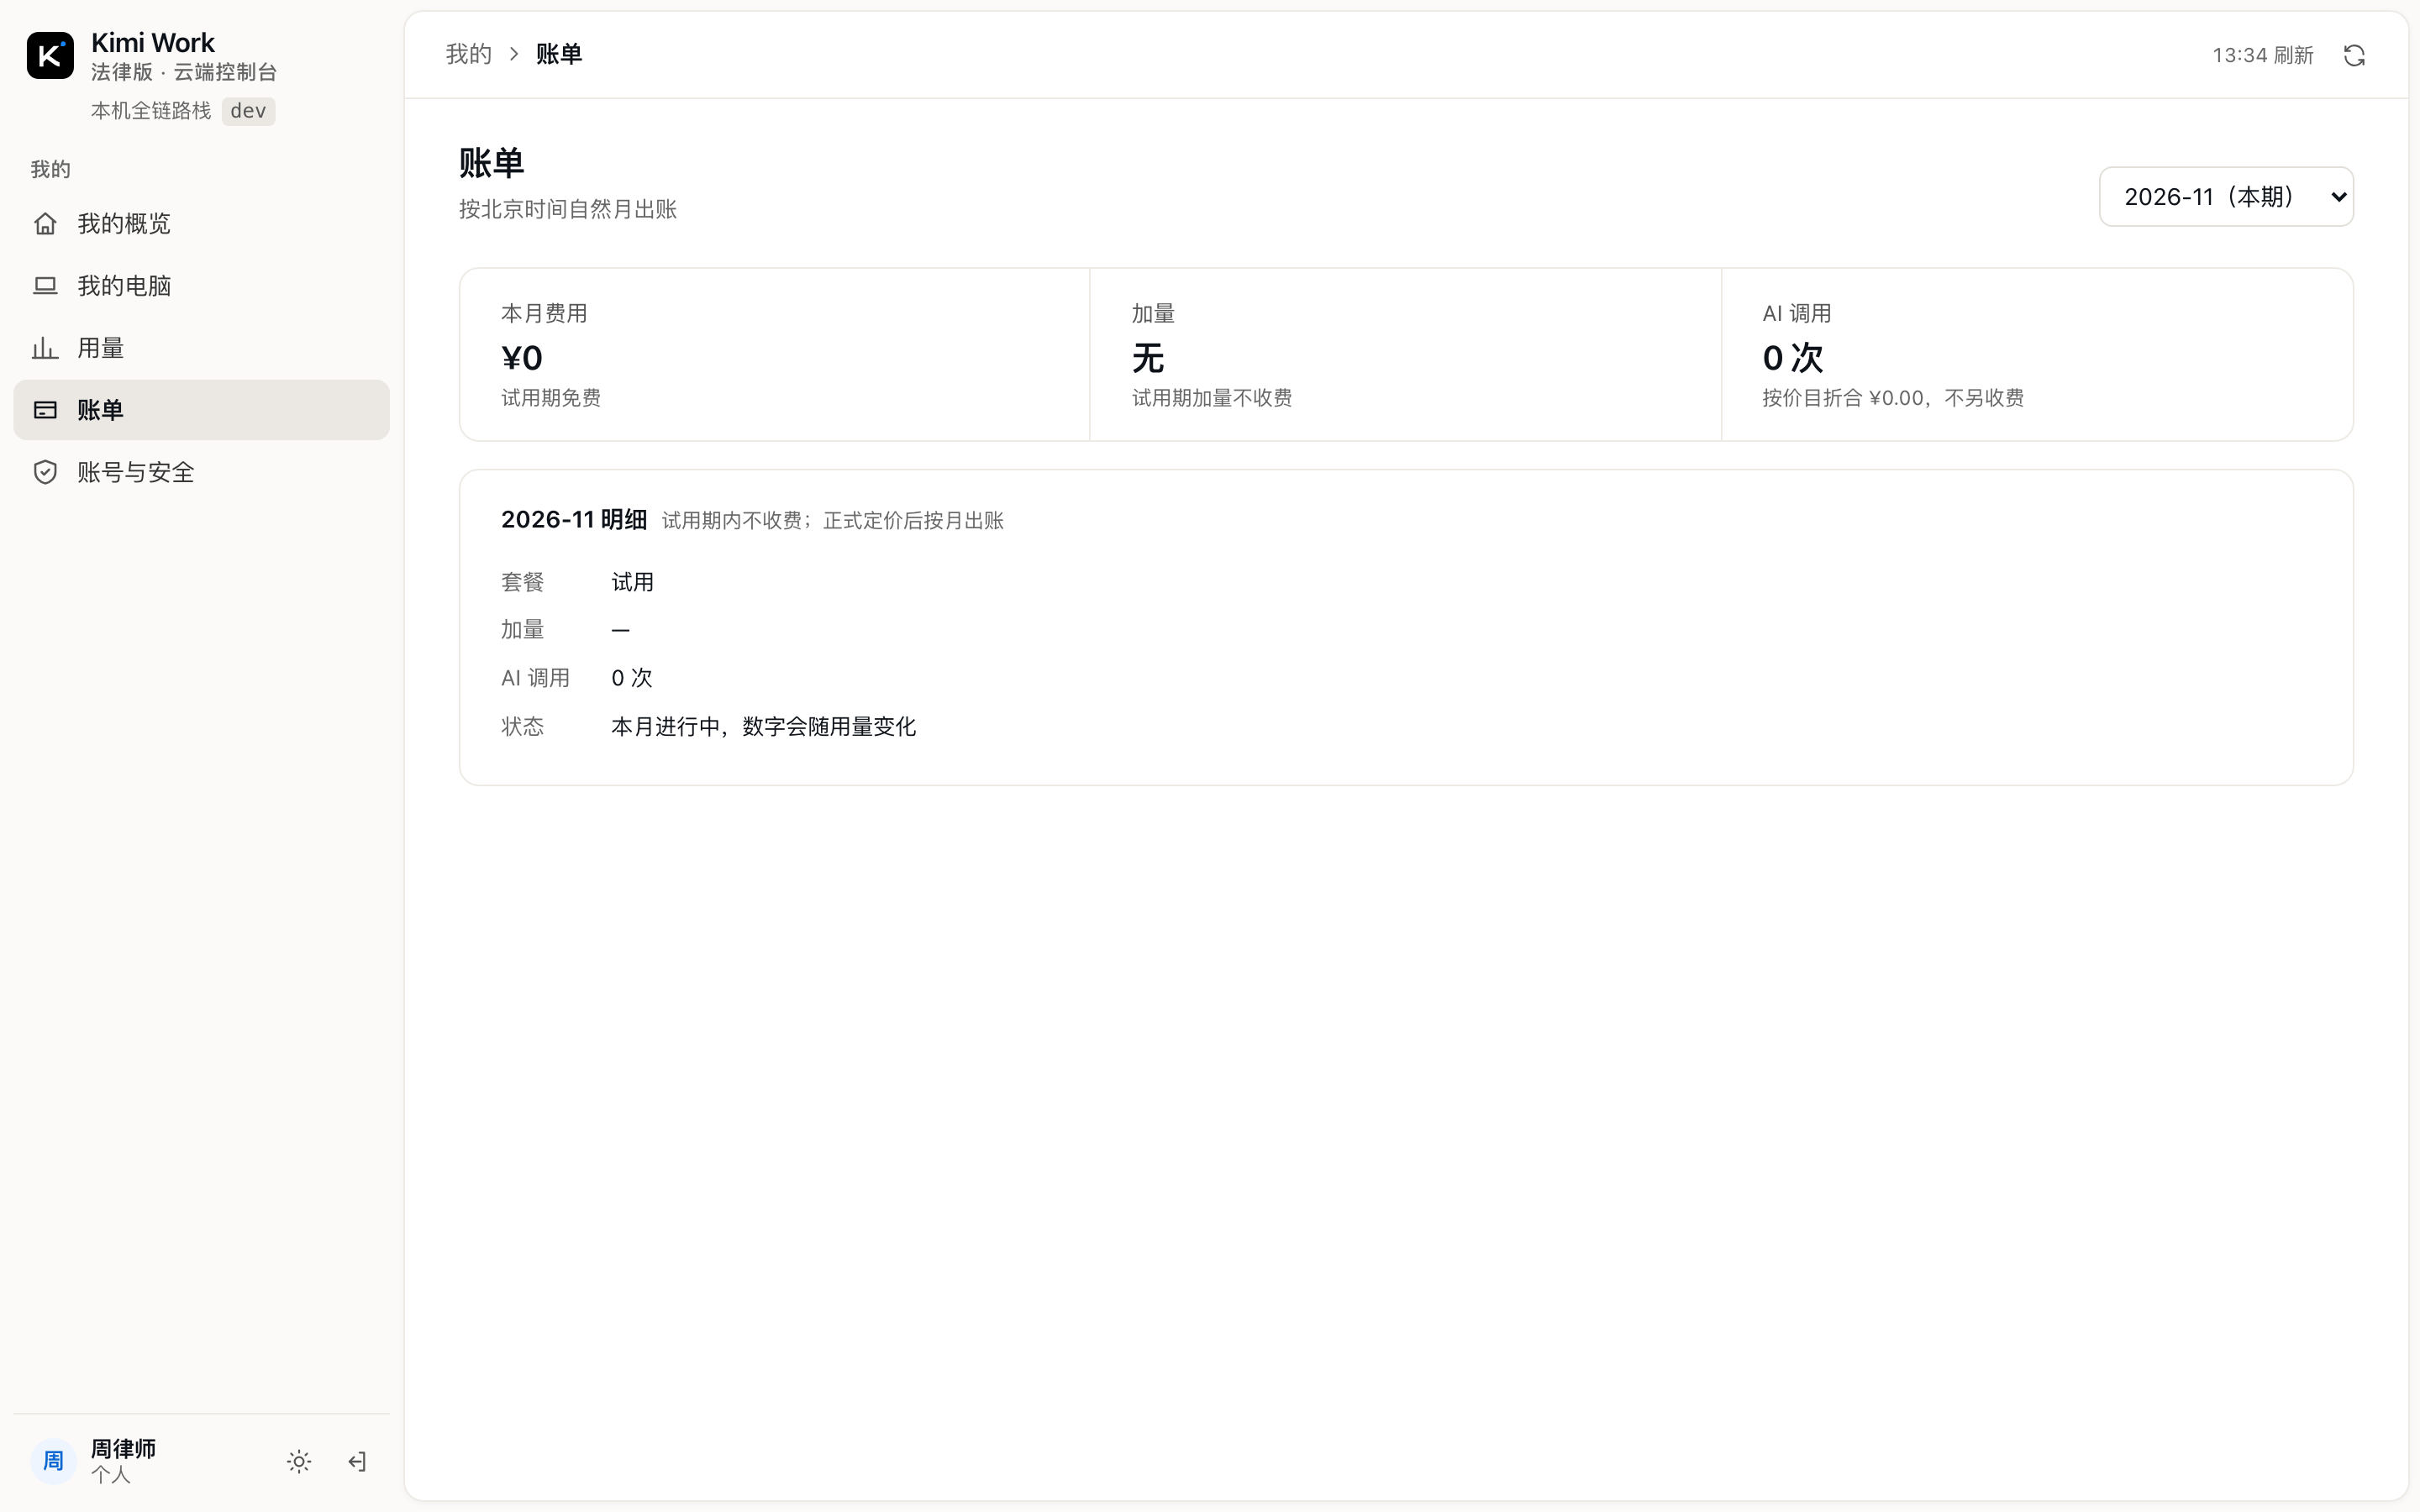 Kimi Work
法律版 · 云端控制台
本机全链路栈 dev
我的
我的概览
我的电脑
用量
账单
账号与安全
周
周律师
个人
我的 > 账单
13:34 刷新
账单
按北京时间自然月出账
2026-11（本期）
本月费用
¥0
试用期免费
加量
无
试用期加量不收费
AI 调用
0 次
按价目折合 ¥0.00，不另收费
2026-11 明细 试用期内不收费；正式定价后按月出账
套餐 试用
加量 —
AI 调用 0 次
状态 本月进行中，数字会随用量变化